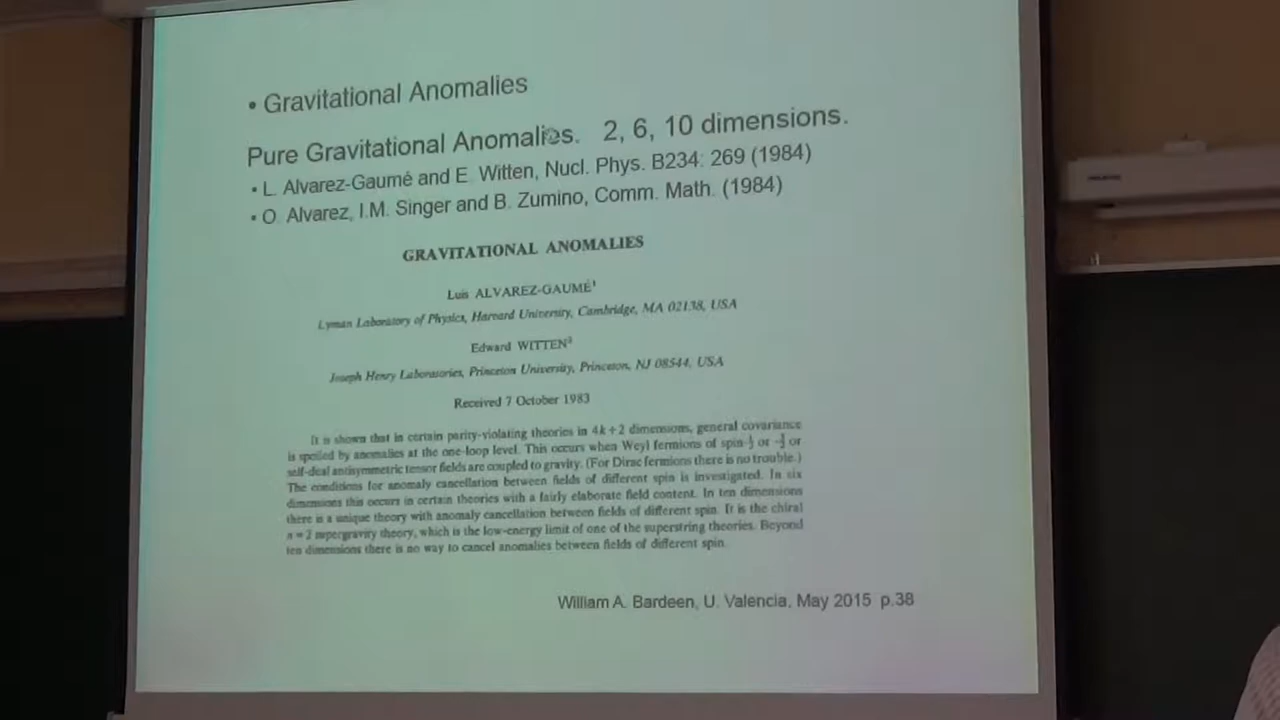 • Gravitational Anomalies
Pure Gravitational Anomalies. 2, 6, 10 dimensions.
• L. Alvarez-Gaumé and E. Witten, Nucl. Phys. B234: 269 (1984)
• O. Alvarez, I.M. Singer and B. Zumino, Comm. Math. (1984)
GRAVITATIONAL ANOMALIES
Luis ALVAREZ-GAUMÉ¹
Lyman Laboratory of Physics, Harvard University, Cambridge, MA 02138, USA
Edward WITTEN²
Joseph Henry Laboratories, Princeton University, Princeton, NJ 08544, USA
Received 7 October 1983
It is shown that in certain parity-violating theories in 4k + 2 dimensions, general covariance
is spoiled by anomalies at the one-loop level. This occurs when Weyl fermions of spin-½ or -3/2 or
self-dual antisymmetric tensor fields are coupled to gravity. (For Dirac fermions there is no trouble.)
The conditions for anomaly cancellation between fields of different spin is investigated. In six
dimensions this occurs in certain theories with a fairly elaborate field content. In ten dimensions
there is a unique theory with anomaly cancellation between fields of different spin. It is the chiral
n = 2 supergravity theory, which is the low-energy limit of one of the superstring theories. Beyond
ten dimensions there is no way to cancel anomalies between fields of different spin.
William A. Bardeen, U. Valencia, May 2015 p.38